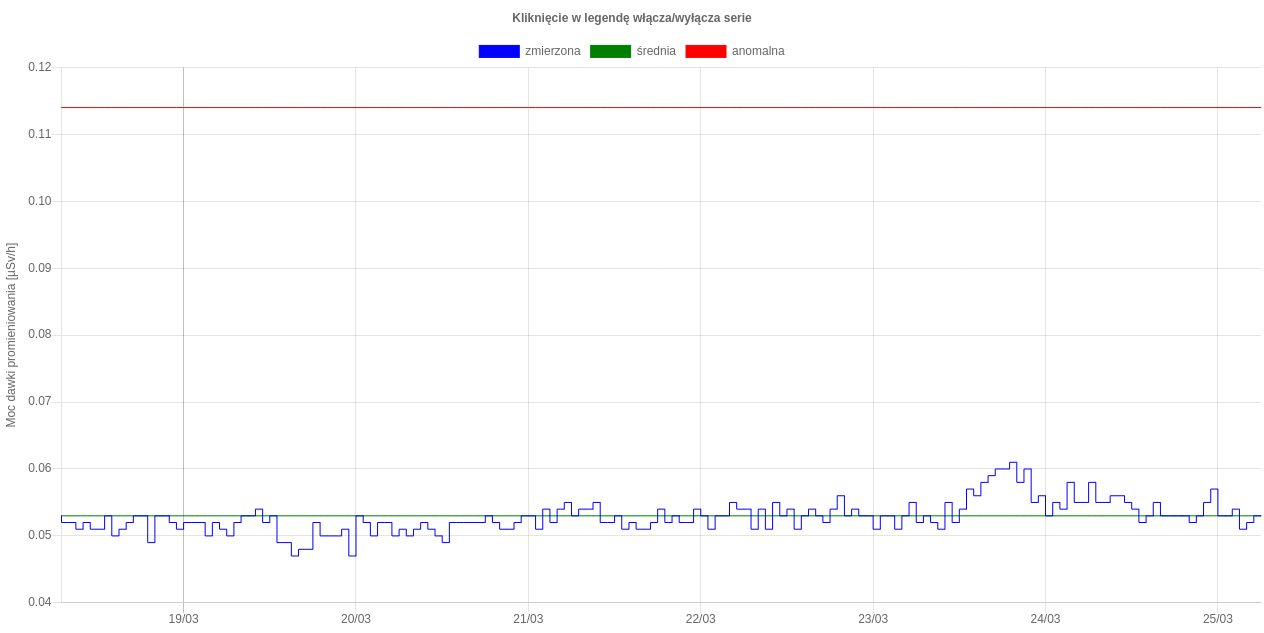 Kliknięcie w legendę włącza/wyłącza serie
zmierzona średnia anomalna
Moc dawki promieniowania [µSv/h]
0.12
0.11
0.10
0.09
0.08
0.07
0.06
0.05
0.04
19/03 20/03 21/03 22/03 23/03 24/03 25/03